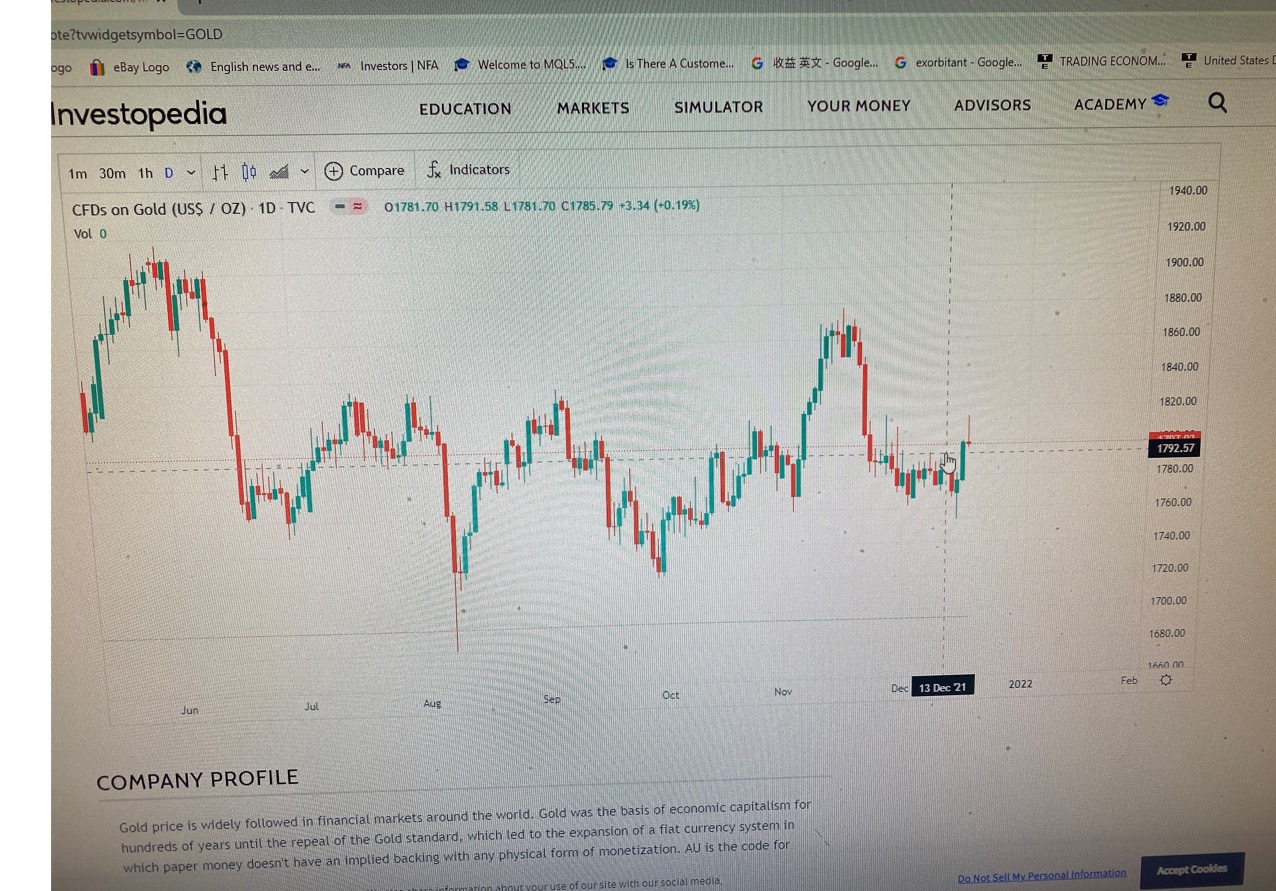 ote?tvwidgetsymbol=GOLD
ogo eBay Logo English news and e... NFA Investors | NFA Welcome to MQL5.... Is There A Custome... G 收益 英文 - Google... G exorbitant - Google... TE TRADING ECONOM... TE United States
Investopedia EDUCATION MARKETS SIMULATOR YOUR MONEY ADVISORS ACADEMY
1m 30m 1h D Compare fx Indicators
CFDs on Gold (US$ / OZ) · 1D · TVC O1781.70 H1791.58 L1781.70 C1785.79 +3.34 (+0.19%)
Vol 0
1940.00
1920.00
1900.00
1880.00
1860.00
1840.00
1820.00
1792.57
1780.00
1760.00
1740.00
1720.00
1700.00
1680.00
1660.00
Jun Jul Aug Sep Oct Nov Dec 13 Dec '21 2022 Feb
COMPANY PROFILE
Gold price is widely followed in financial markets around the world. Gold was the basis of economic capitalism for
hundreds of years until the repeal of the Gold standard, which led to the expansion of a fiat currency system in
which paper money doesn't have an implied backing with any physical form of monetization. AU is the code for
information about your use of our site with our social media,
Do Not Sell My Personal Information
Accept Cookies